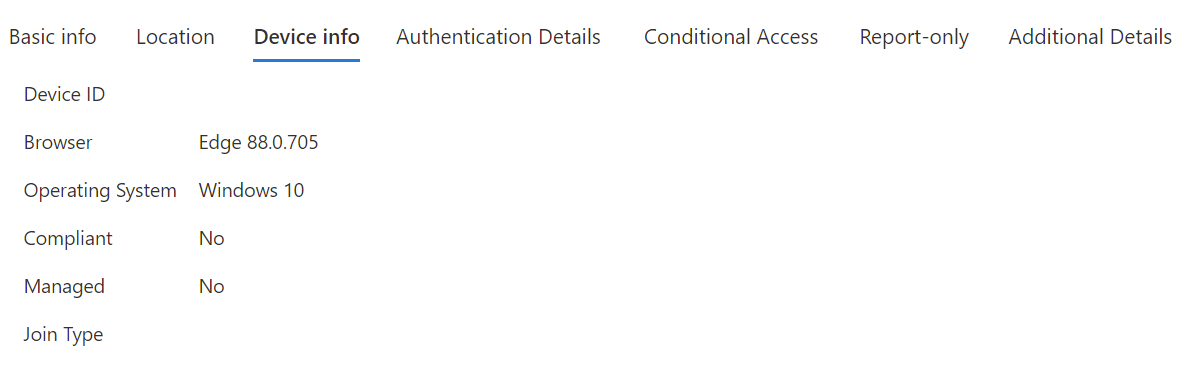 Basic info Location Device info Authentication Details Conditional Access Report-only Additional Details
Device ID
Browser Edge 88.0.705
Operating System Windows 10
Compliant No
Managed No
Join Type